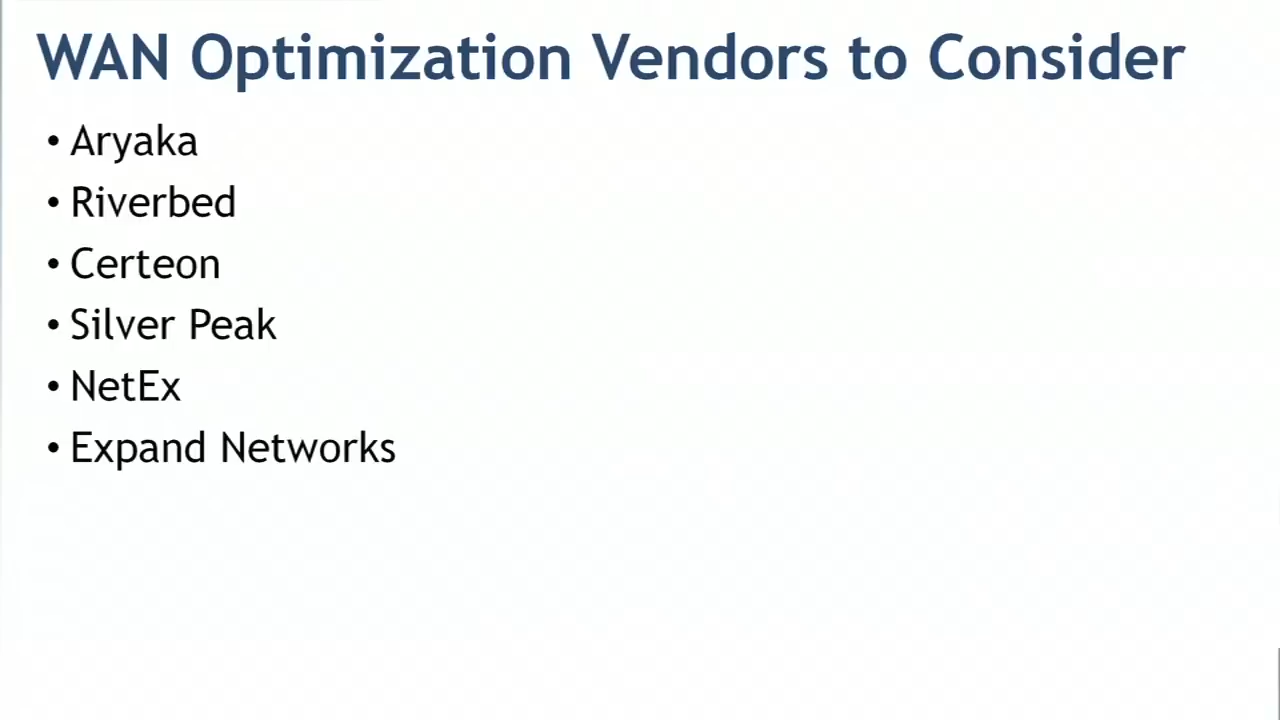 WAN Optimization Vendors to Consider
• Aryaka
• Riverbed
• Certeon
• Silver Peak
• NetEx
• Expand Networks